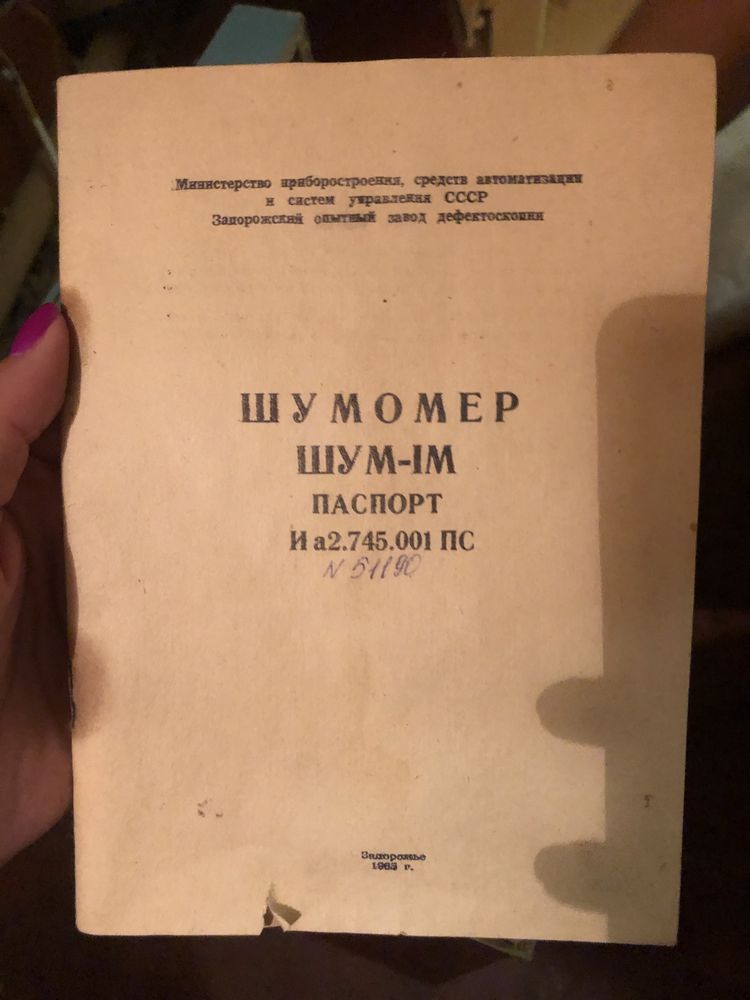 Министерство приборостроения, средств автоматизации
и систем управления СССР
Запорожский опытный завод дефектоскопии
ШУМОМЕР
ШУМ-1М
ПАСПОРТ
Иа2.745.001 ПС
N 51190
Запорожье
г.